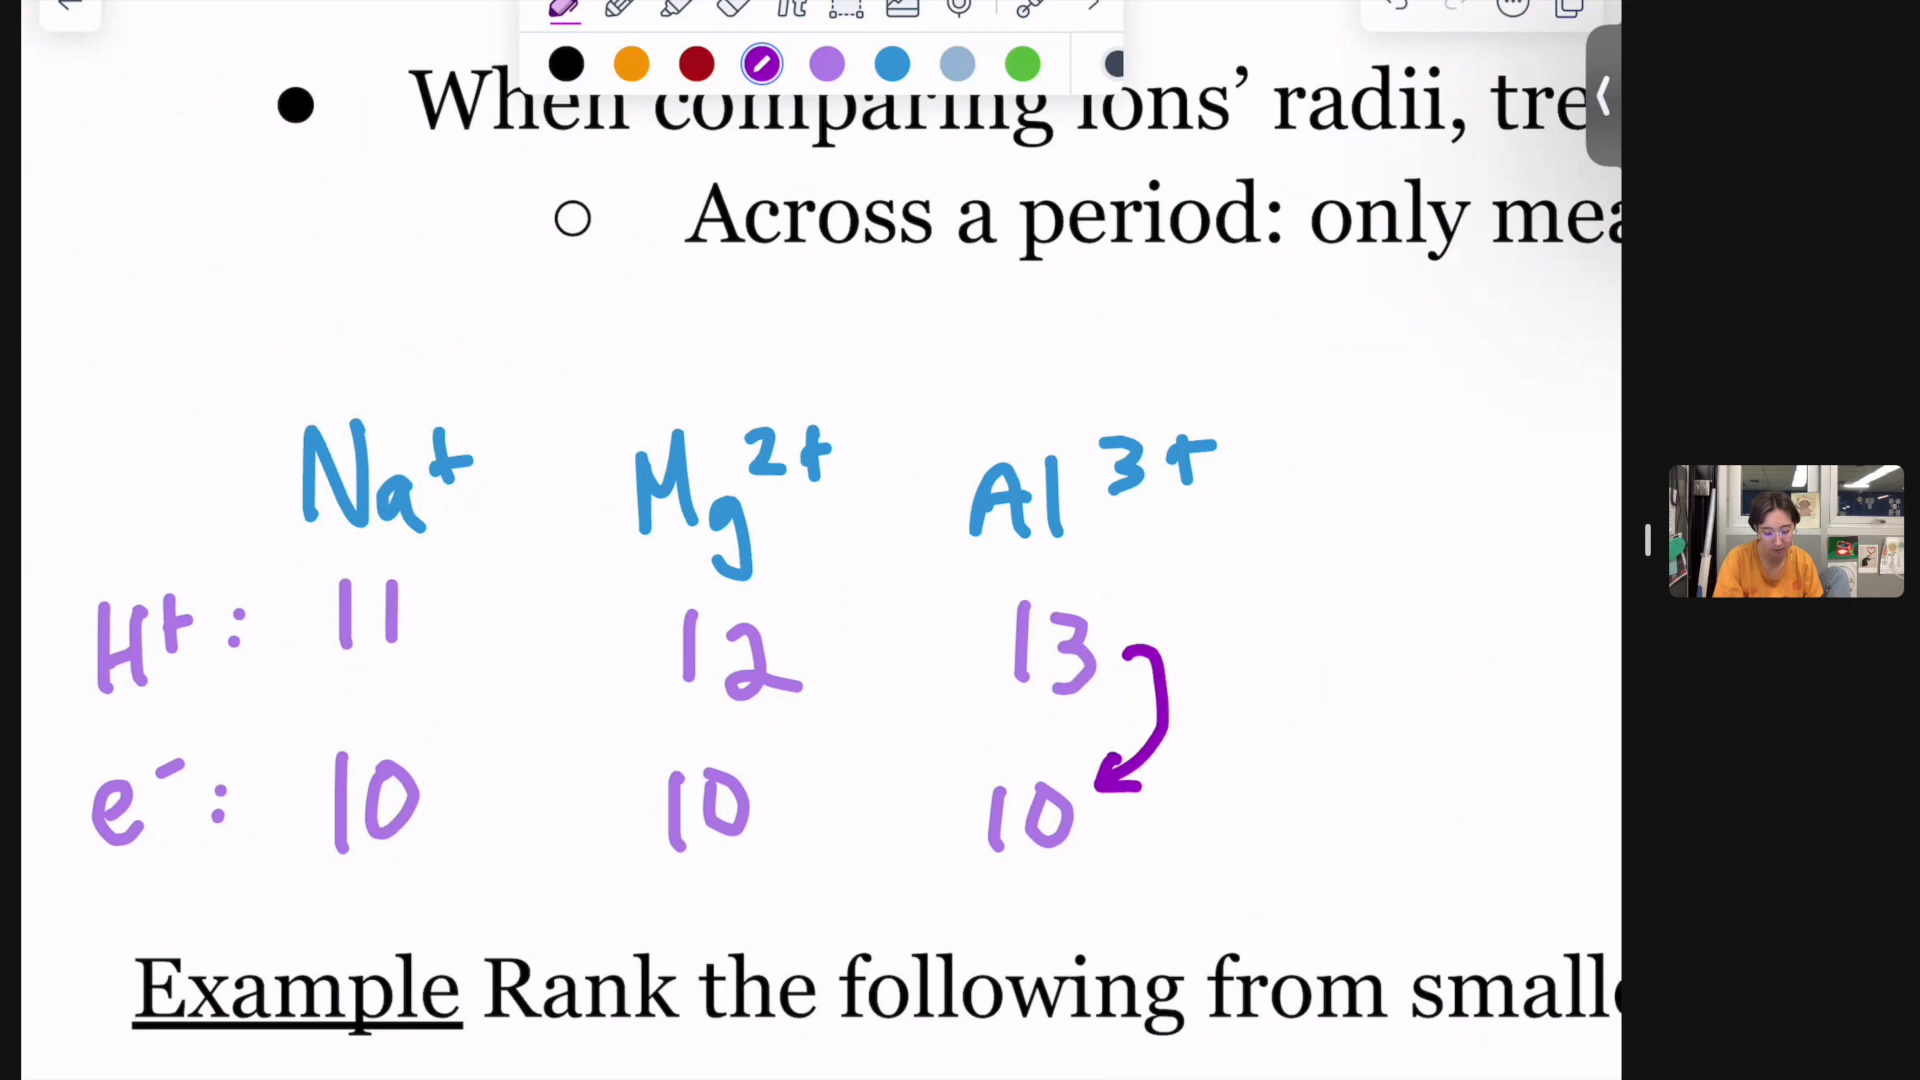 ● When comparing ions’ radii, tre
○ Across a period: only mea
Na⁺ Mg²⁺ Al³⁺
H⁺: 11 12 13
e⁻: 10 10 10
Example Rank the following from smalle